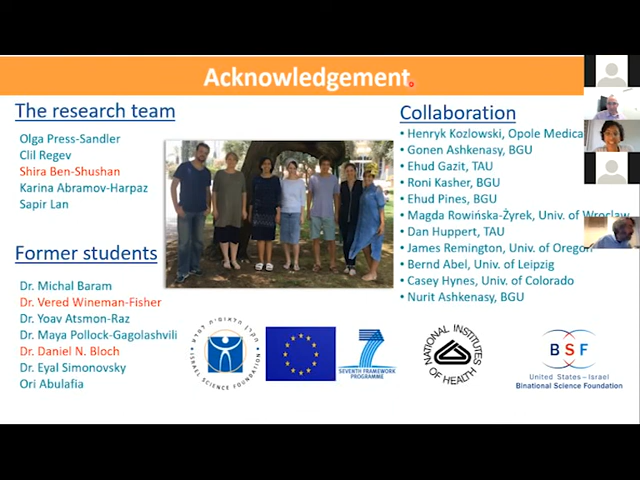 Acknowledgement
The research team
Olga Press-Sandler
Clil Regev
Shira Ben-Shushan
Karina Abramov-Harpaz
Sapir Lan
Former students
Dr. Michal Baram
Dr. Vered Wineman-Fisher
Dr. Yoav Atsmon-Raz
Dr. Maya Pollock-Gagolashvili
Dr. Daniel N. Bloch
Dr. Eyal Simonovsky
Ori Abulafia
Collaboration
• Henryk Kozlowski, Opole Medica
• Gonen Ashkenasy, BGU
• Ehud Gazit, TAU
• Roni Kasher, BGU
• Ehud Pines, BGU
• Magda Rowińska-Żyrek, Univ. of Wroclaw
• Dan Huppert, TAU
• James Remington, Univ. of Oregon
• Bernd Abel, Univ. of Leipzig
• Casey Hynes, Univ. of Colorado
• Nurit Ashkenasy, BGU
הקרן הלאומית למדע
ISRAEL SCIENCE FOUNDATION
SEVENTH FRAMEWORK
PROGRAMME
NATIONAL INSTITUTES
OF HEALTH
BSF
United States – Israel
Binational Science Foundation